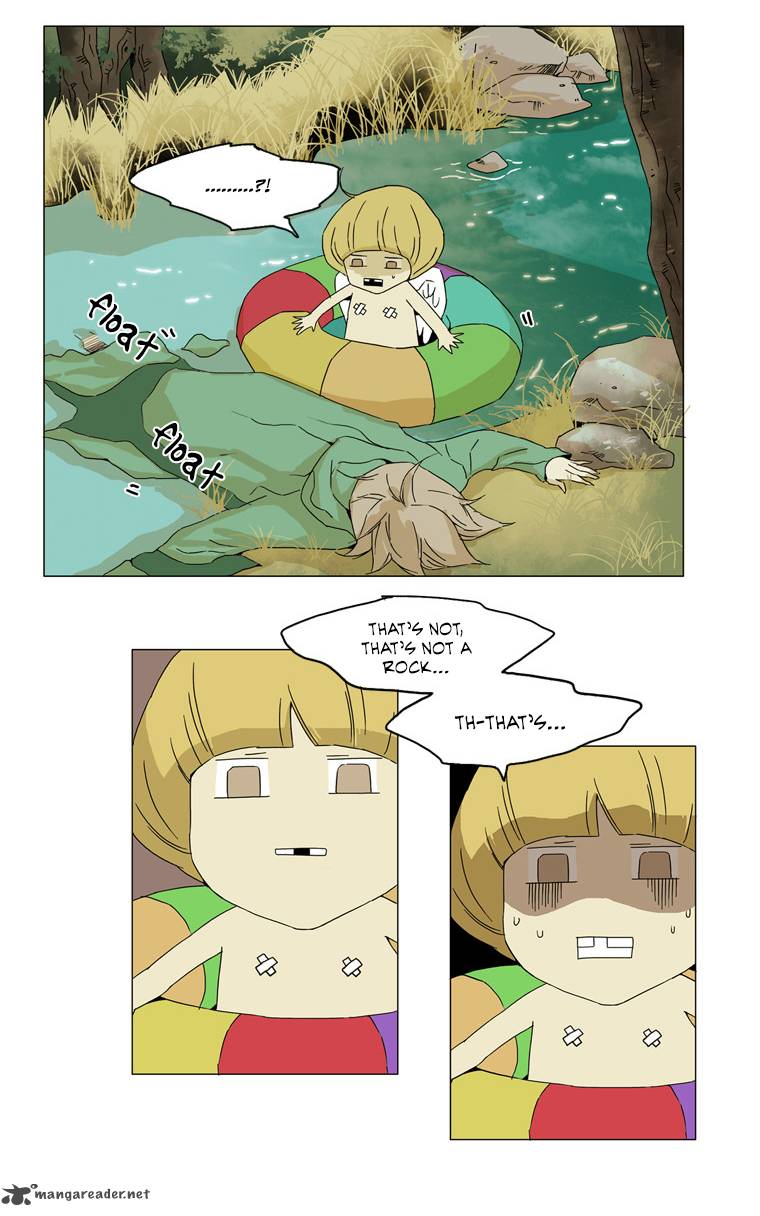 .........?!
float
float
THAT'S NOT,
THAT'S NOT A
ROCK...
TH-THAT'S...
mangareader.net